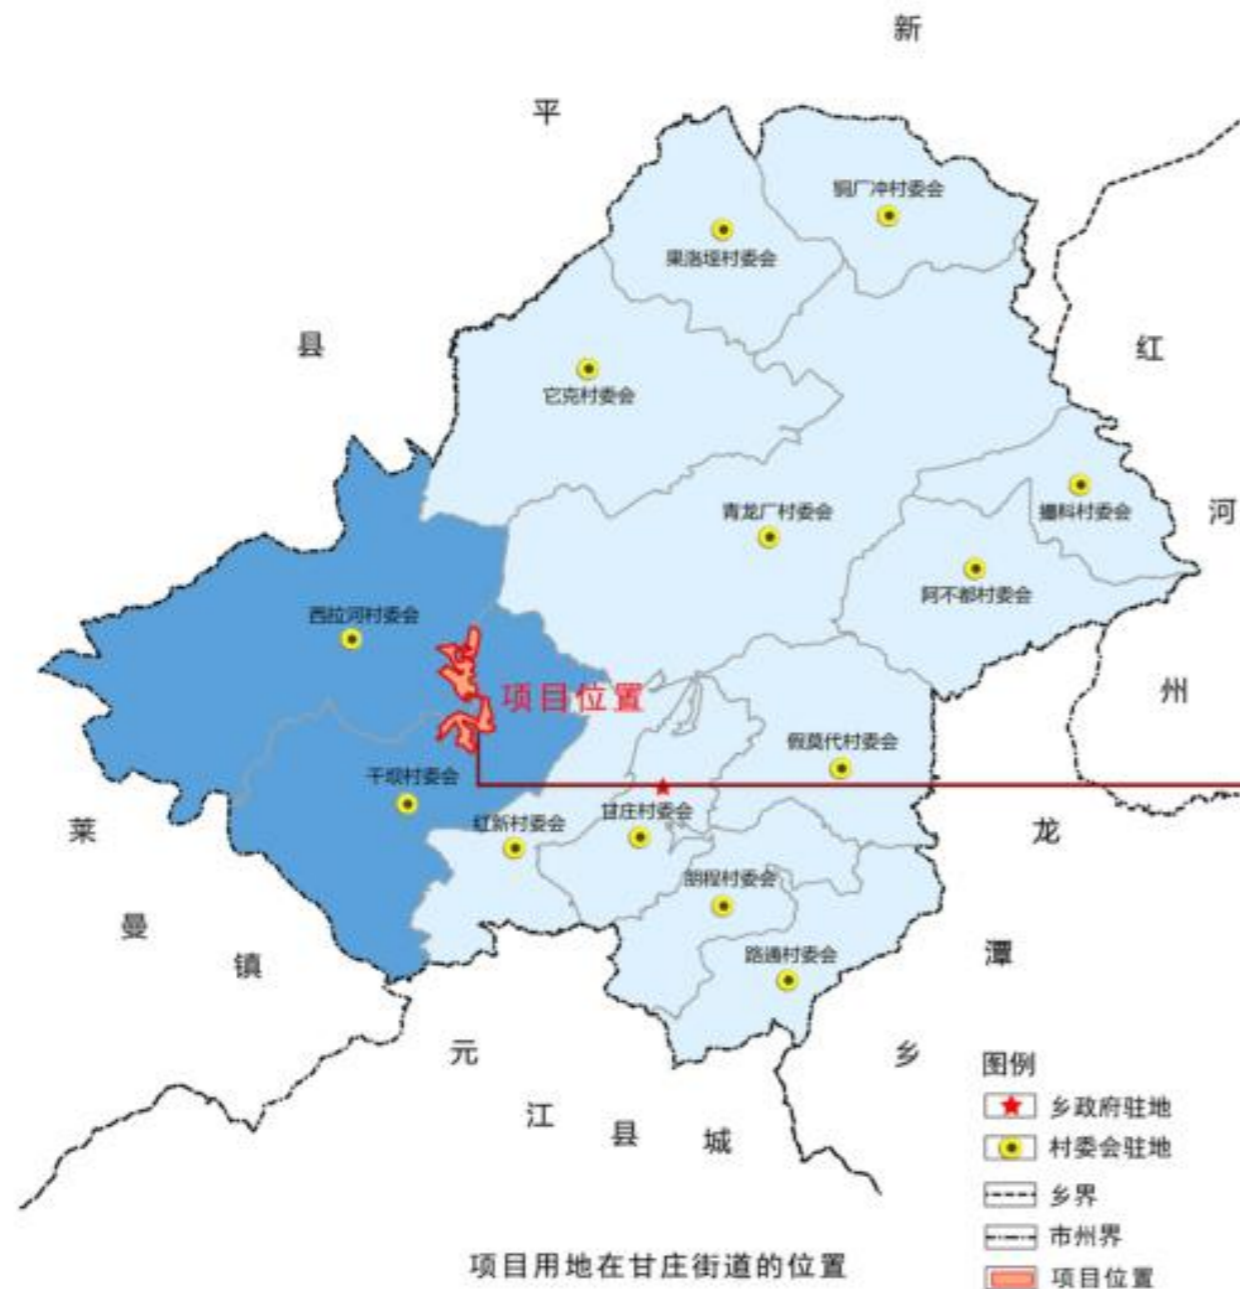 新
平
县
铜厂冲村委会
果洛垤村委会
红
它克村委会
青龙厂村委会
撮科村委会
河
阿不都村委会
西拉河村委会
项目位置
州
假莫代村委会
干坝村委会
红新村委会
甘庄村委会
龙
莱
曼
镇
朋程村委会
路通村委会
潭
乡
元
江
县
城
图例
乡政府驻地
村委会驻地
乡界
市州界
项目位置
项目用地在甘庄街道的位置